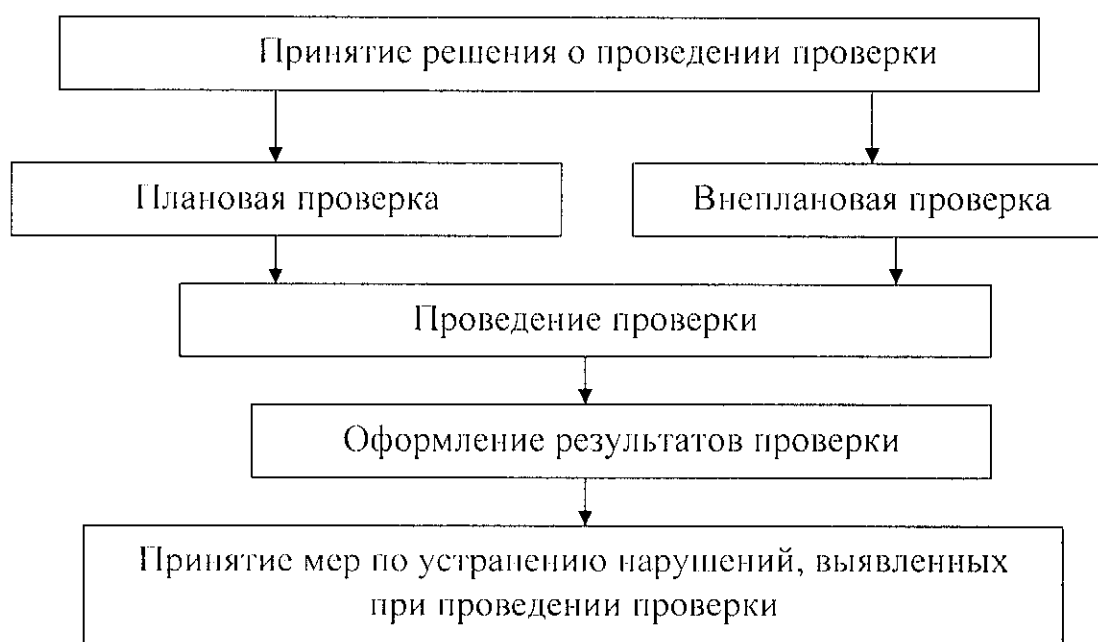 Принятие решения о проведении проверки
Плановая проверка
Внеплановая проверка
Проведение проверки
Оформление результатов проверки
Принятие мер по устранению нарушений, выявленных
при проведении проверки